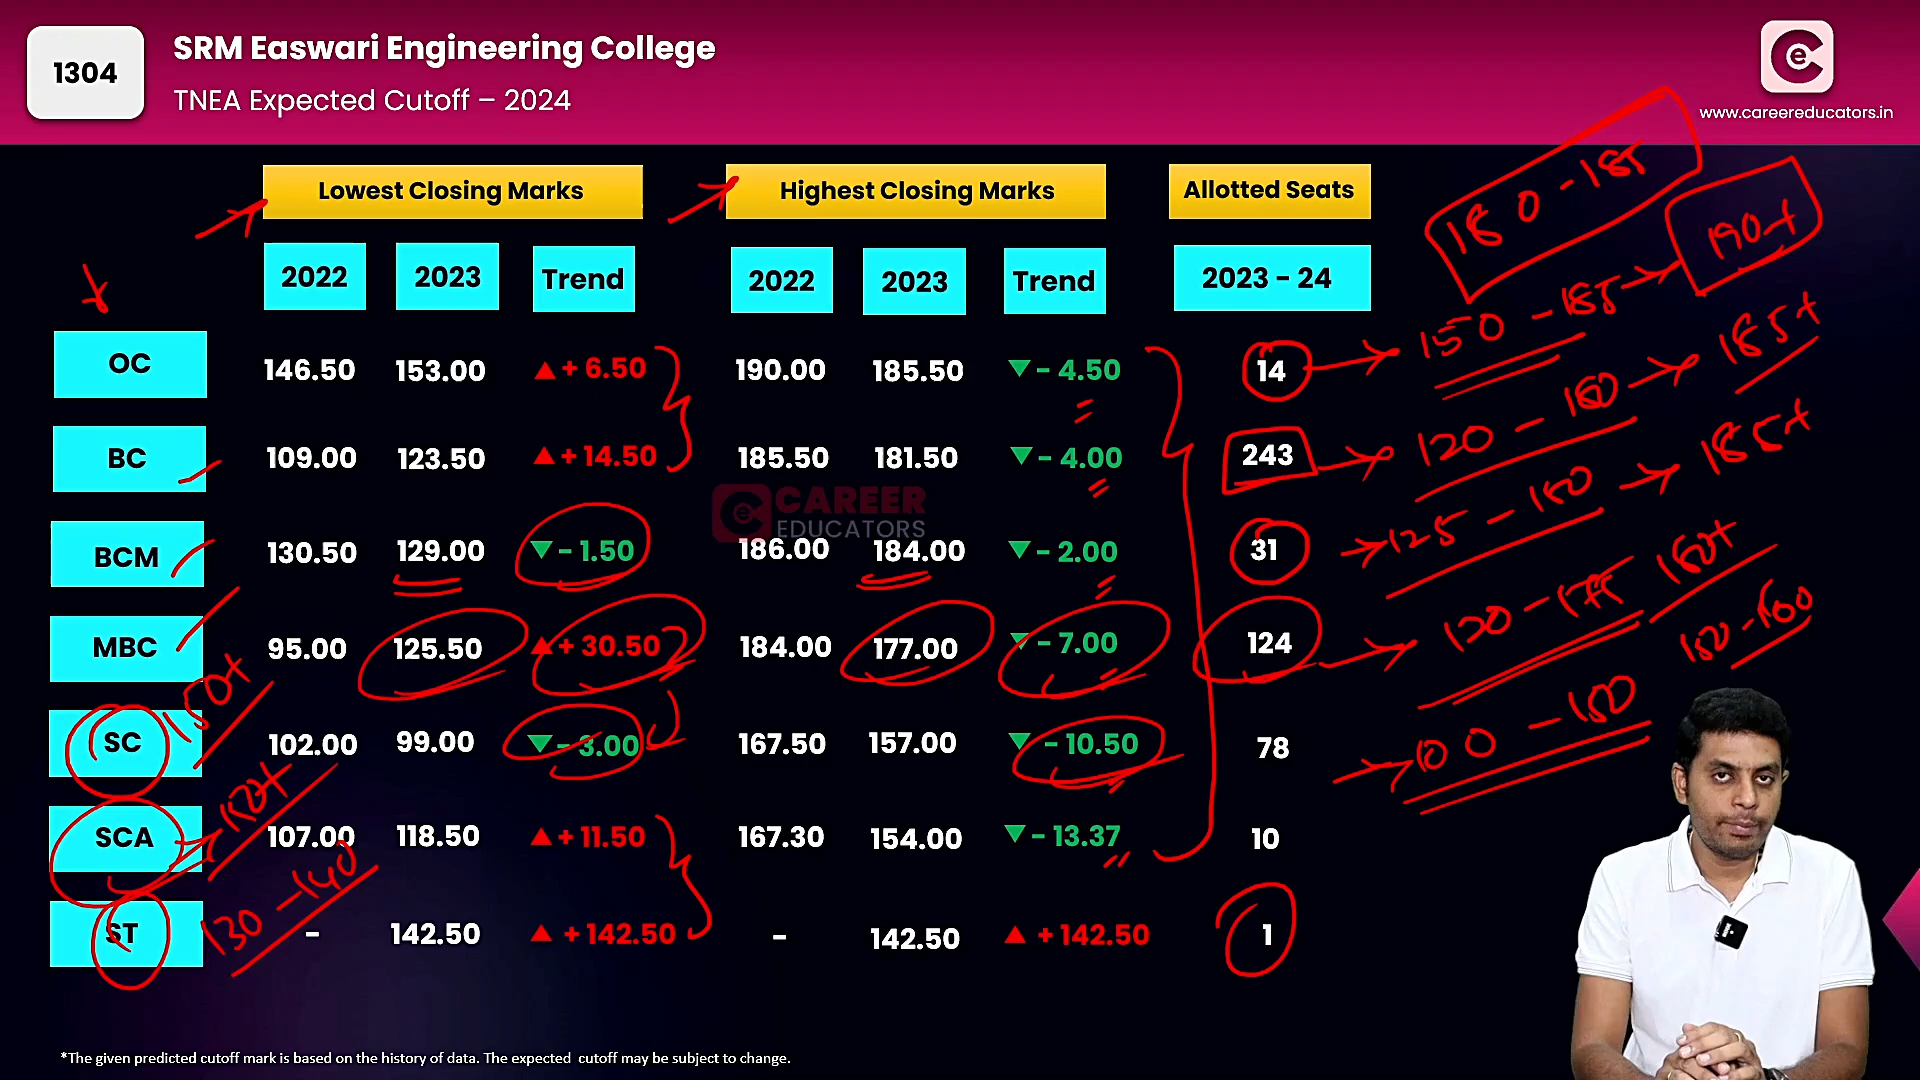 1304
SRM Easwari Engineering College
TNEA Expected Cutoff – 2024
www.careereducators.in
Lowest Closing Marks Highest Closing Marks Allotted Seats
180-185
190+
2022 2023 Trend 2022 2023 Trend 2023 - 24
OC 146.50 153.00 + 6.50 190.00 185.50 - 4.50 14 150-185
BC 109.00 123.50 + 14.50 185.50 181.50 - 4.00 243 120-180 185+
CAREER
EDUCATORS
BCM 130.50 129.00 - 1.50 186.00 184.00 - 2.00 31 125-180 185+
MBC 95.00 125.50 + 30.50 184.00 177.00 - 7.00 124 120-175 180+
SC 150+ 102.00 99.00 - 3.00 167.50 157.00 - 10.50 78 100-150 150-160
SCA 120+ 107.00 118.50 + 11.50 167.30 154.00 - 13.37 10
ST 130-140 - 142.50 + 142.50 - 142.50 + 142.50 1
*The given predicted cutoff mark is based on the history of data. The expected cutoff may be subject to change.